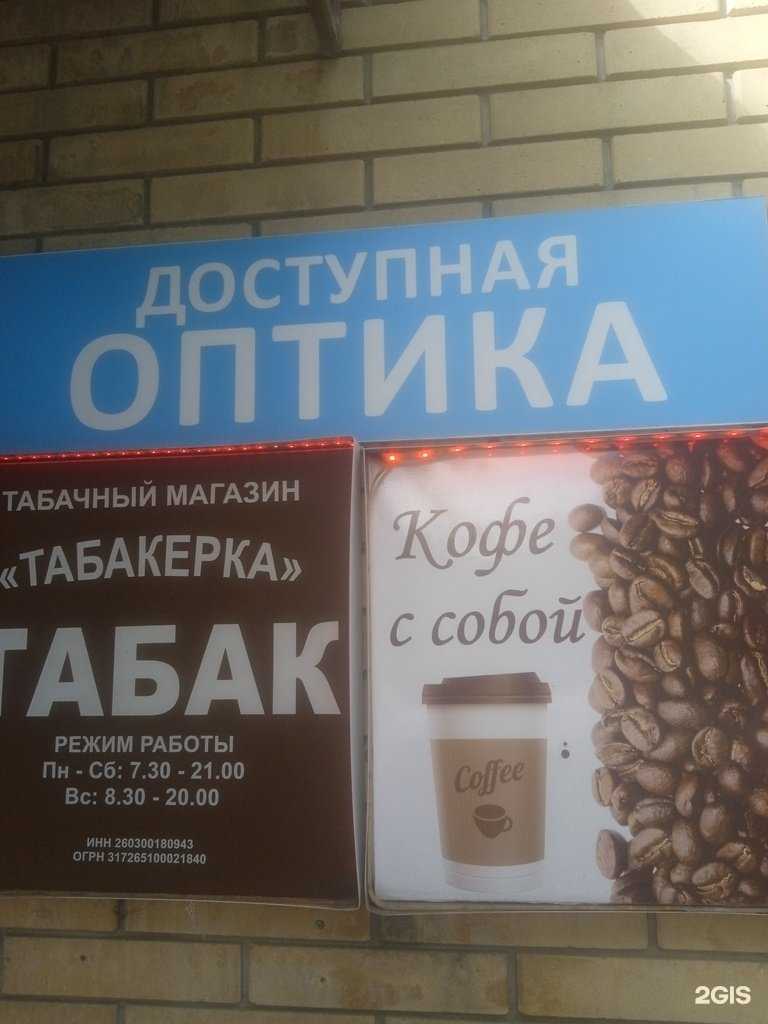 ДОСТУПНАЯ
ОПТИКА
ТАБАЧНЫЙ МАГАЗИН
«ТАБАКЕРКА»
ТАБАК
РЕЖИМ РАБОТЫ
Пн - Сб: 7.30 - 21.00
Вс: 8.30 - 20.00
ИНН 260300180943
ОГРН 317265100021840
Кофе
с собой
Coffee
2GIS